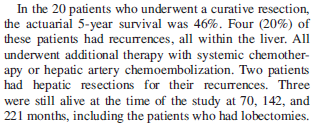 In the 20 patients who underwent a curative resection,
the actuarial 5-year survival was 46%. Four (20%) of
these patients had recurrences, all within the liver. All
underwent additional therapy with systemic chemother-
apy or hepatic artery chemoembolization. Two patients
had hepatic resections for their recurrences. Three
were still alive at the time of the study at 70, 142, and
221 months, including the patients who had lobectomies.